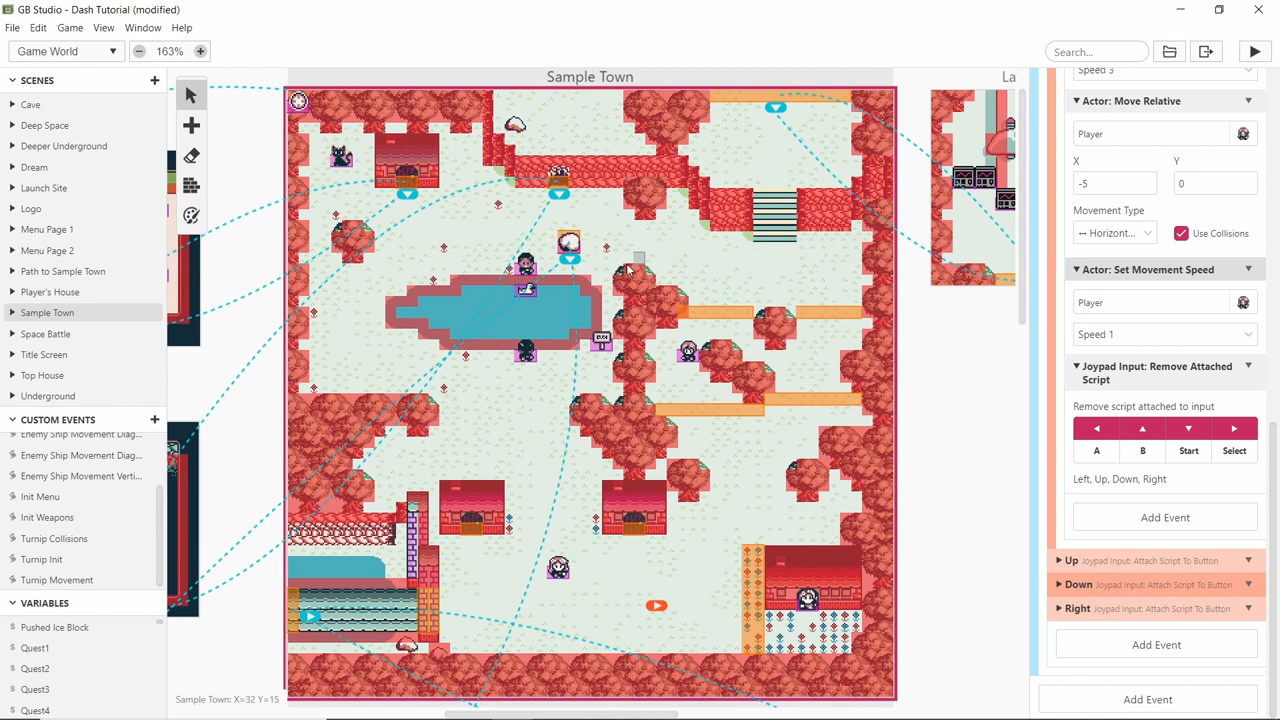 GB Studio - Dash Tutorial (modified)
File Edit Game View Window Help
Game World
163%
Search...
SCENES
Cave
Deep Space
Deeper Underground
Dream
Launch Site
Logo
Menu Page 1
Menu Page 2
Path to Sample Town
Player's House
Sample Town
Space Battle
Title Screen
Top House
Underground
CUSTOM EVENTS
Enemy Ship Movement Diag...
Enemy Ship Movement Diag...
Enemy Ship Movement Verti...
Init Menu
Init Weapons
Turnip Collisions
Turnip Init
Turnip Movement
VARIABLES
Pushed Ice Block
Quest1
Quest2
Quest3
Quest4
Sample Town
La
Sample Town: X=32 Y=15
Speed 3
Actor: Move Relative
Player
X Y
-5 0
Movement Type
Horizont... Use Collisions
Actor: Set Movement Speed
Player
Speed 1
Joypad Input: Remove Attached
Script
Remove script attached to input
A B Start Select
Left, Up, Down, Right
Add Event
Up Joypad Input: Attach Script To Button
Down Joypad Input: Attach Script To Button
Right Joypad Input: Attach Script To Button
Add Event
Add Event